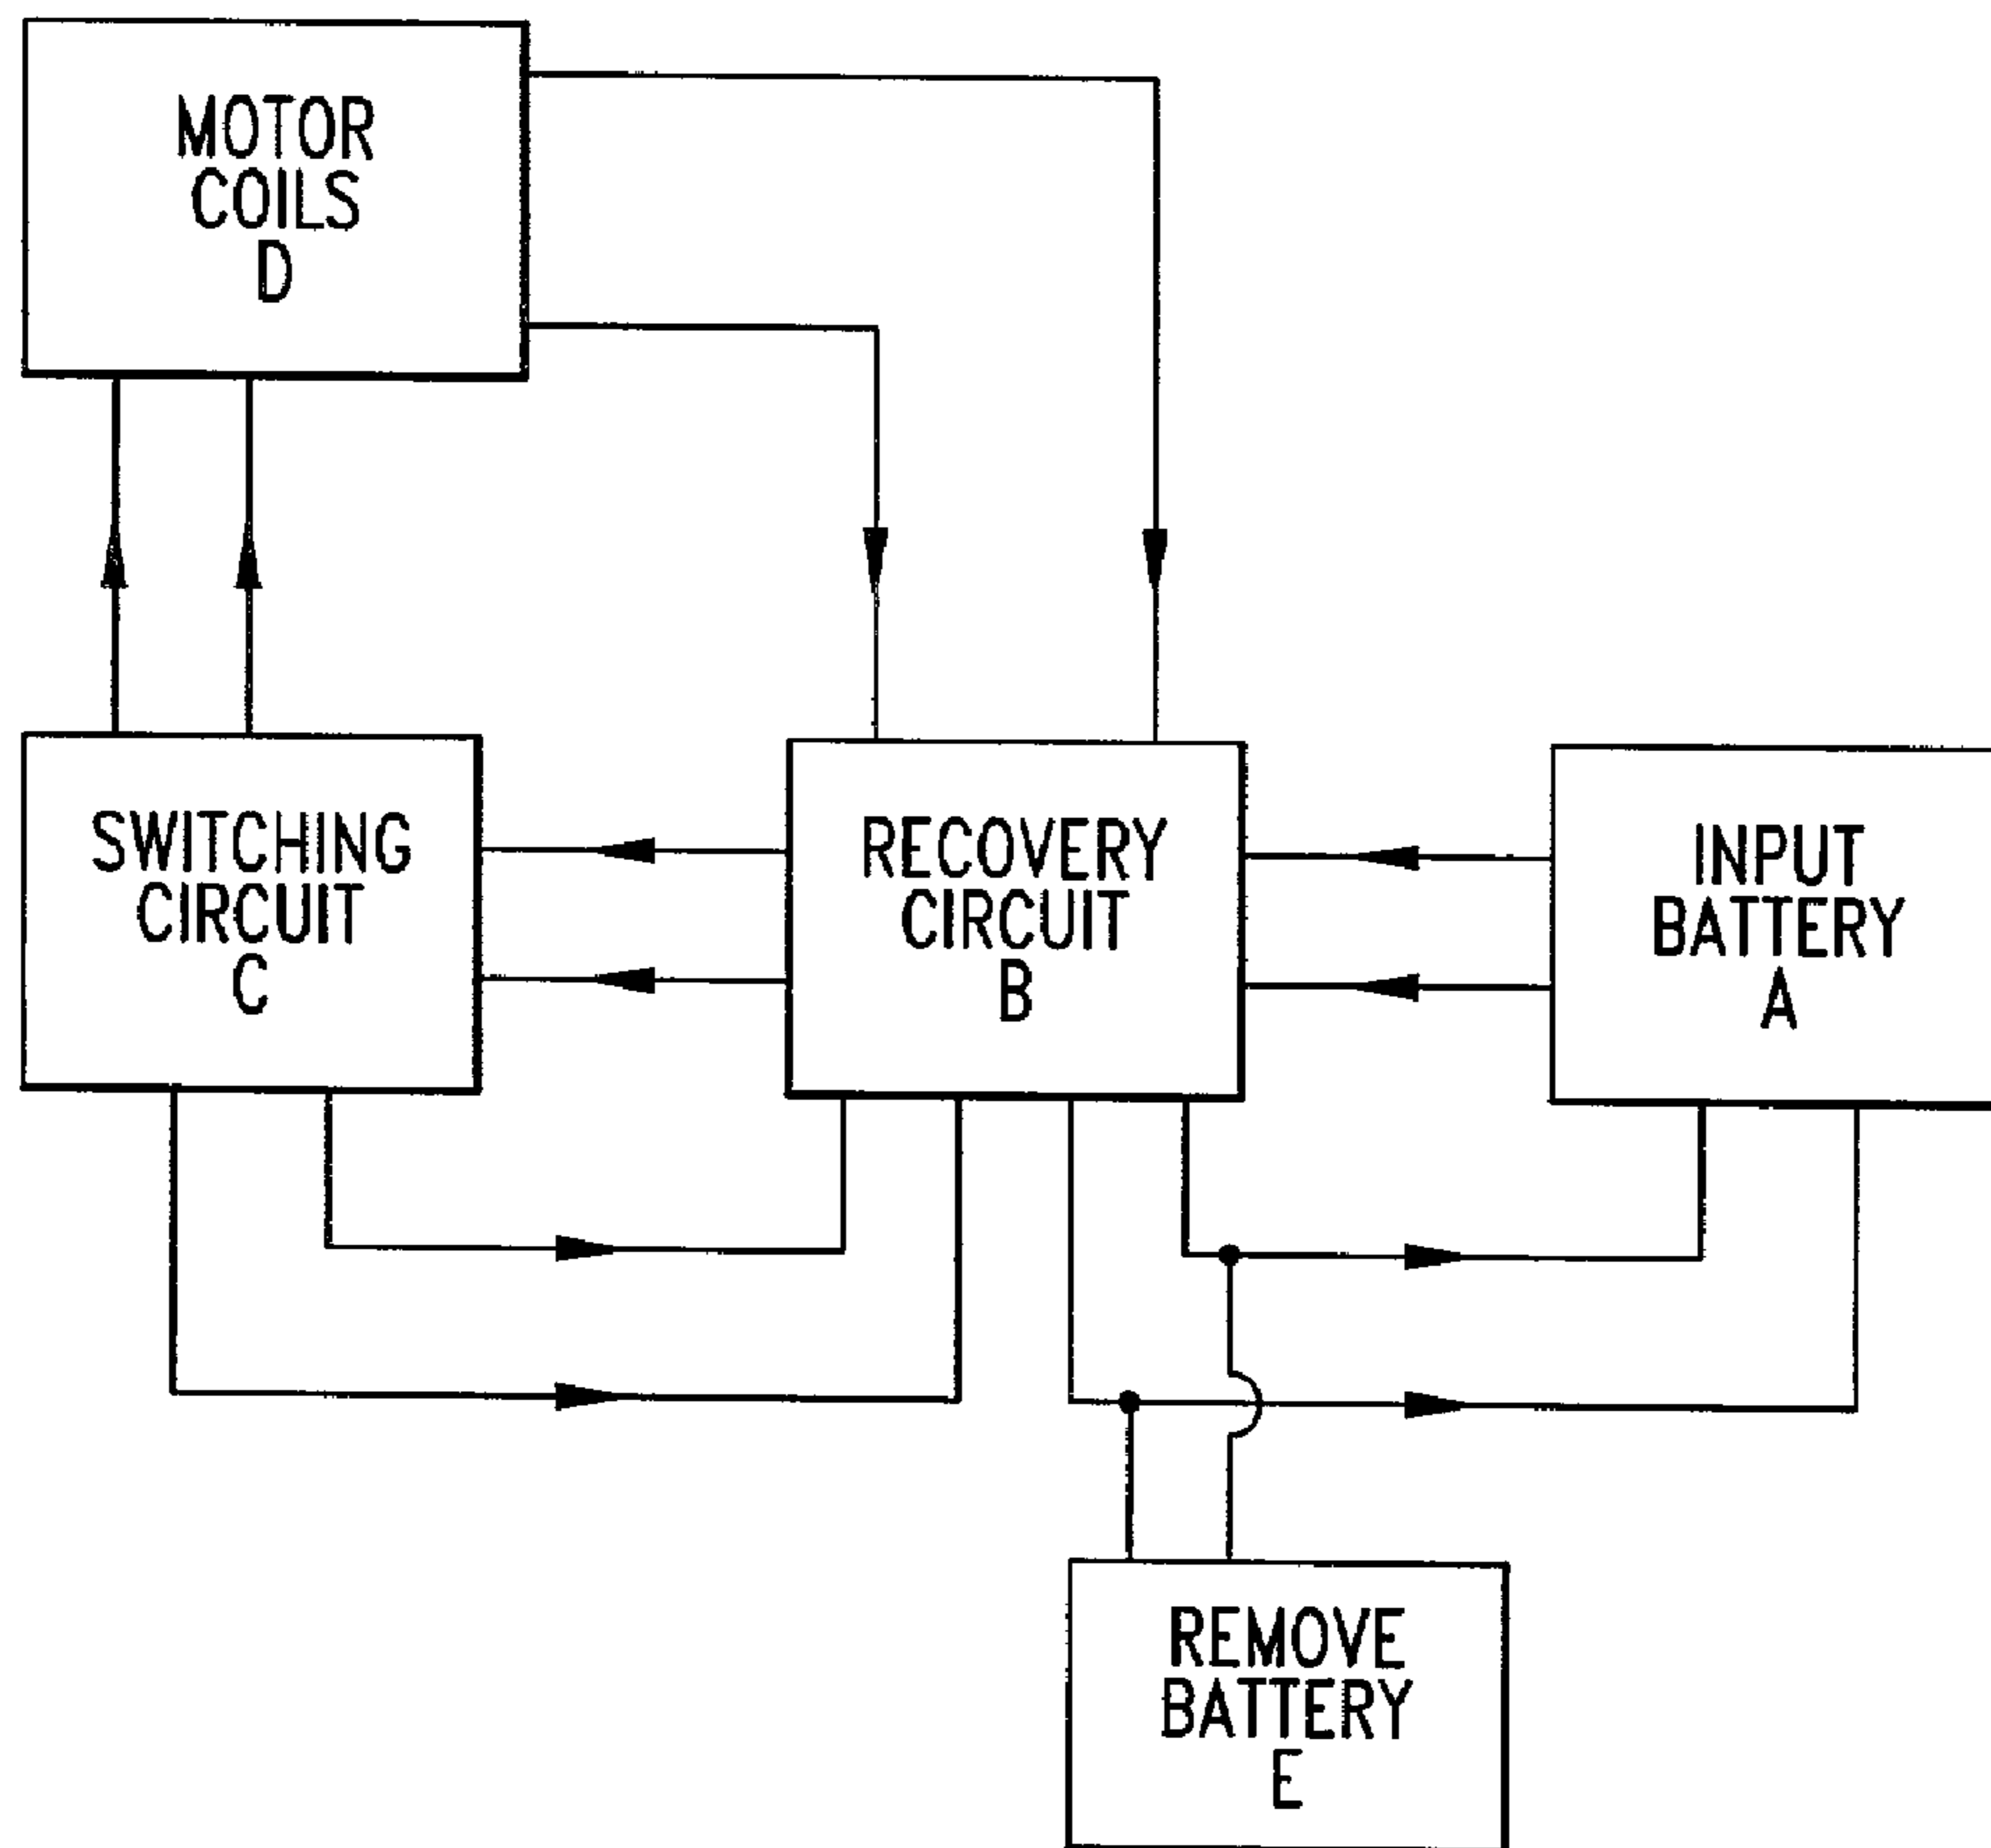 MOTOR
COILS
D
SWITCHING
CIRCUIT
C
RECOVERY
CIRCUIT
B
INPUT
BATTERY
A
REMOVE
BATTERY
E